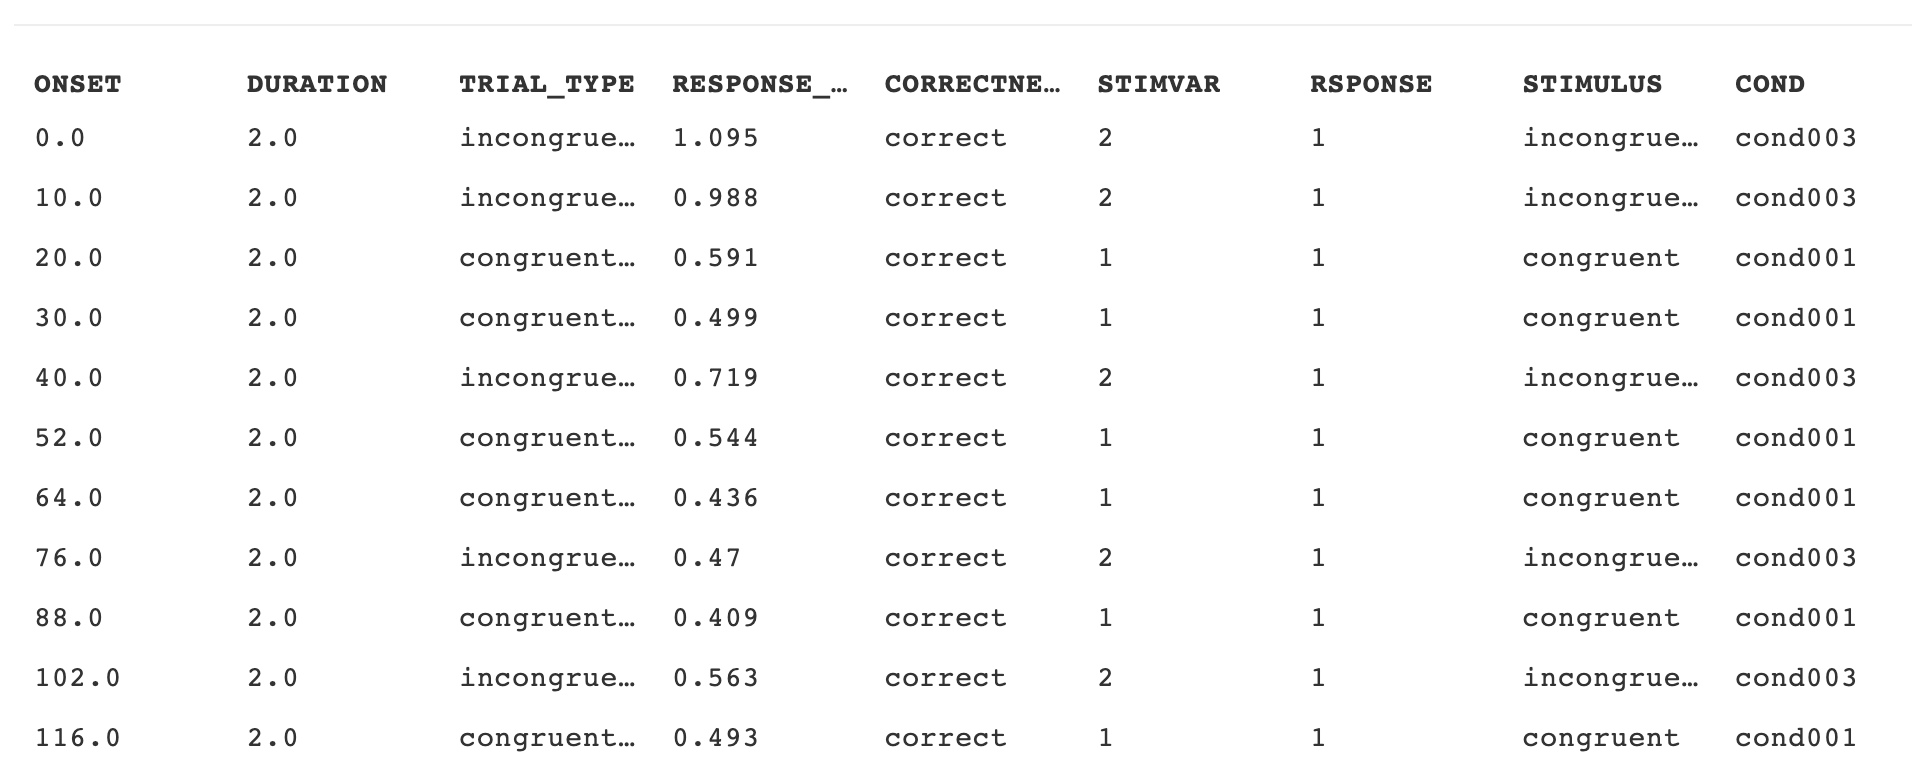 ONSET DURATION TRIAL_TYPE RESPONSE_… CORRECTNE… STIMVAR RSPONSE STIMULUS COND
0.0 2.0 incongrue… 1.095 correct 2 1 incongrue… cond003
10.0 2.0 incongrue… 0.988 correct 2 1 incongrue… cond003
20.0 2.0 congruent… 0.591 correct 1 1 congruent cond001
30.0 2.0 congruent… 0.499 correct 1 1 congruent cond001
40.0 2.0 incongrue… 0.719 correct 2 1 incongrue… cond003
52.0 2.0 congruent… 0.544 correct 1 1 congruent cond001
64.0 2.0 congruent… 0.436 correct 1 1 congruent cond001
76.0 2.0 incongrue… 0.47 correct 2 1 incongrue… cond003
88.0 2.0 congruent… 0.409 correct 1 1 congruent cond001
102.0 2.0 incongrue… 0.563 correct 2 1 incongrue… cond003
116.0 2.0 congruent… 0.493 correct 1 1 congruent cond001